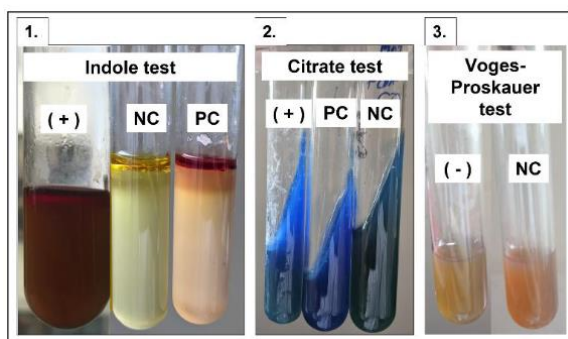 1.
Indole test
( + )
NC
PC
2.
Citrate test
( + )
PC
NC
3.
Voges-
Proskauer
test
( - )
NC